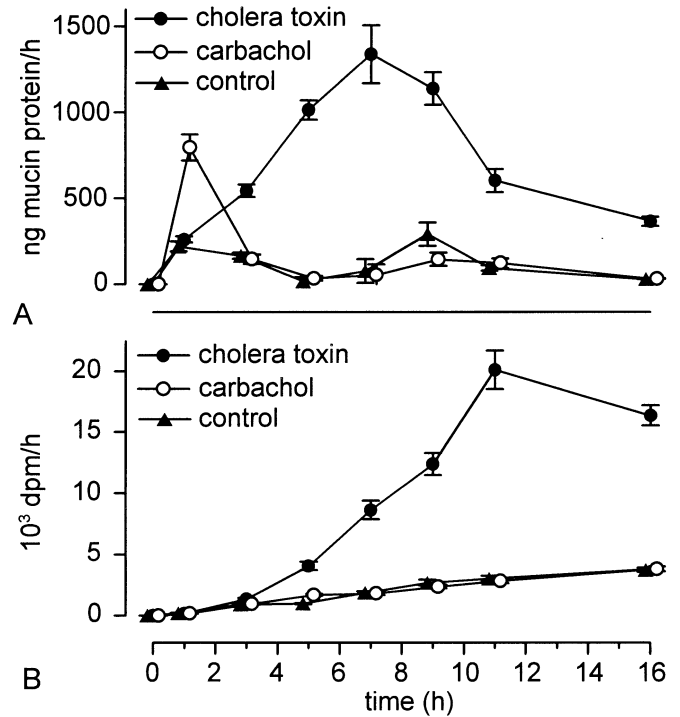 cholera toxin
carbachol
control
1500
1000
500
0
ng mucin protein/h
A
cholera toxin
carbachol
control
20
15
10
5
0
10³ dpm/h
B
0 2 4 6 8 10 12 14 16
time (h)